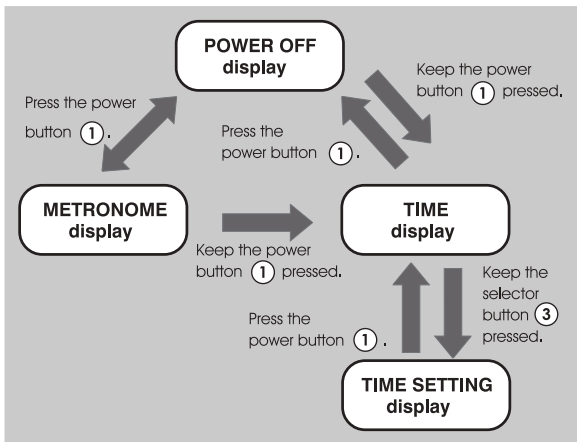 POWER OFF
display
Keep the power
button ① pressed.
Press the power
button ①.
Press the
power button ①.
METRONOME
display
TIME
display
Keep the power
button ① pressed.
Keep the
selector
button ③
pressed.
Press the
power button ①.
TIME SETTING
display